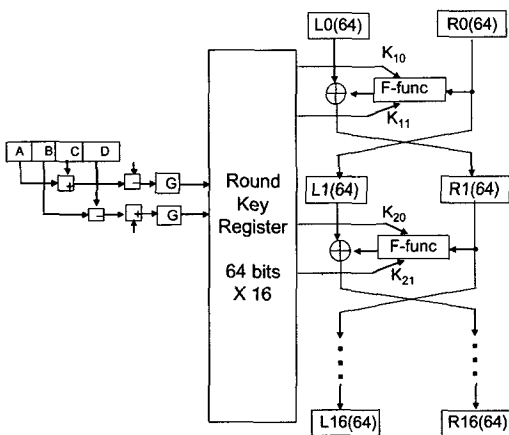 L0(64) R0(64)
K10
F-func
K11
A B C D
+ - G
- + G
Round
Key
Register
64 bits
X 16
L1(64) R1(64)
K20
F-func
K21
L16(64) R16(64)